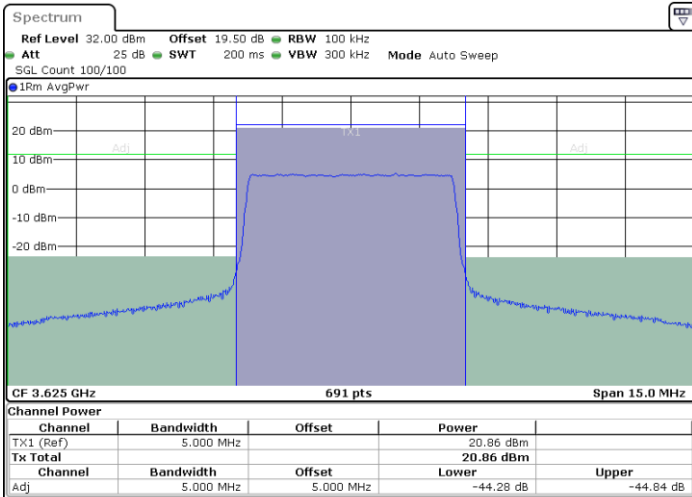 Spectrum
Ref Level 32.00 dBm Offset 19.50 dB RBW 100 kHz
Att 25 dB SWT 200 ms VBW 300 kHz Mode Auto Sweep
SGL Count 100/100
1Rm AvgPwr
20 dBm
TX1
Adj Adj
10 dBm
0 dBm
-10 dBm
-20 dBm
CF 3.625 GHz 691 pts Span 15.0 MHz
Channel Power
Channel Bandwidth Offset Power
TX1 (Ref) 5.000 MHz 20.86 dBm
Tx Total 20.86 dBm
Channel Bandwidth Offset Lower Upper
Adj 5.000 MHz 5.000 MHz -44.28 dB -44.84 dB